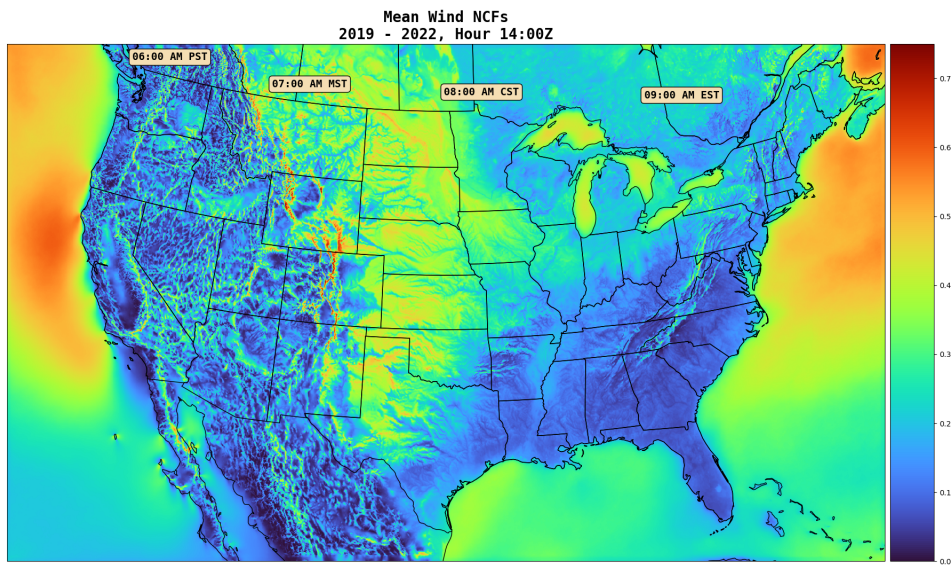 Mean Wind NCFs
2019 - 2022, Hour 14:00Z
06:00 AM PST
07:00 AM MST
08:00 AM CST
09:00 AM EST
0.7
0.6
0.5
0.4
0.3
0.2
0.1
0.0